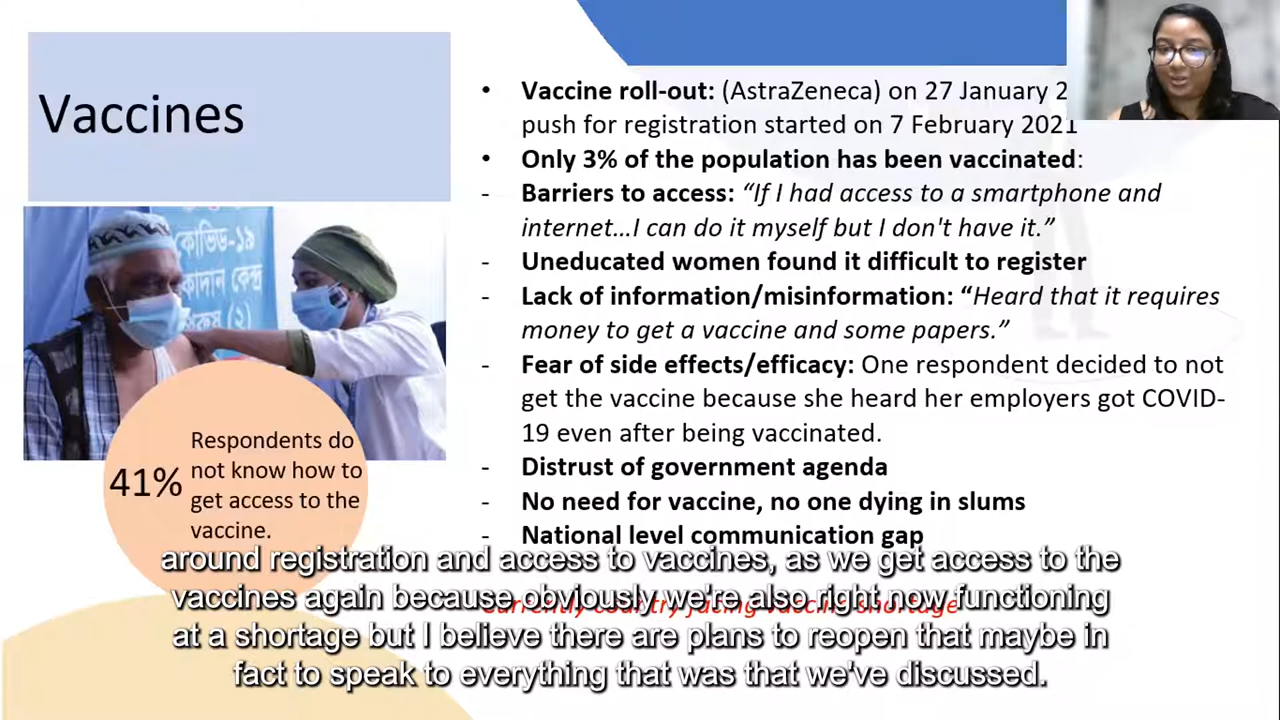 Vaccines
কোভিড-১৯
কাদান কেন্দ্র
(২)
41%
Respondents do
not know how to
get access to the
vaccine.
• Vaccine roll-out: (AstraZeneca) on 27 January 2
push for registration started on 7 February 2021
• Only 3% of the population has been vaccinated:
- Barriers to access: “If I had access to a smartphone and
internet…I can do it myself but I don't have it.”
- Uneducated women found it difficult to register
- Lack of information/misinformation: “Heard that it requires
money to get a vaccine and some papers.”
- Fear of side effects/efficacy: One respondent decided to not
get the vaccine because she heard her employers got COVID-
19 even after being vaccinated.
- Distrust of government agenda
- No need for vaccine, no one dying in slums
- National level communication gap
Currently country facing vaccine shortage
around registration and access to vaccines, as we get access to the
vaccines again because obviously we're also right now functioning
at a shortage but I believe there are plans to reopen that maybe in
fact to speak to everything that was that we've discussed.